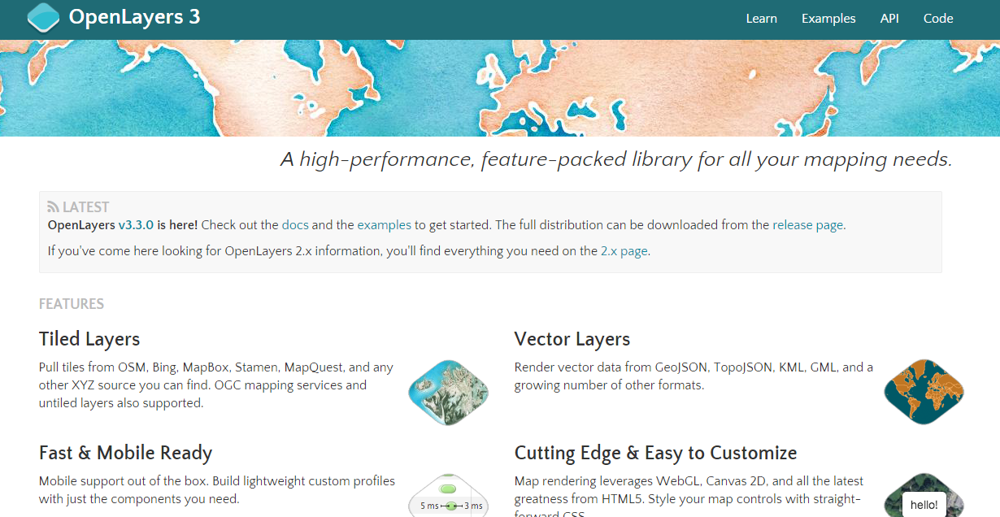 OpenLayers 3
Learn Examples API Code
A high-performance, feature-packed library for all your mapping needs.
LATEST
OpenLayers v3.3.0 is here! Check out the docs and the examples to get started. The full distribution can be downloaded from the release page.
If you've come here looking for OpenLayers 2.x information, you'll find everything you need on the 2.x page.
FEATURES
Tiled Layers
Pull tiles from OSM, Bing, MapBox, Stamen, MapQuest, and any
other XYZ source you can find. OGC mapping services and
untiled layers also supported.
Vector Layers
Render vector data from GeoJSON, TopoJSON, KML, GML, and a
growing number of other formats.
Fast & Mobile Ready
Mobile support out of the box. Build lightweight custom profiles
with just the components you need.
5 ms 3 ms
Cutting Edge & Easy to Customize
Map rendering leverages WebGL, Canvas 2D, and all the latest
greatness from HTML5. Style your map controls with straight-
forward CSS.
hello!